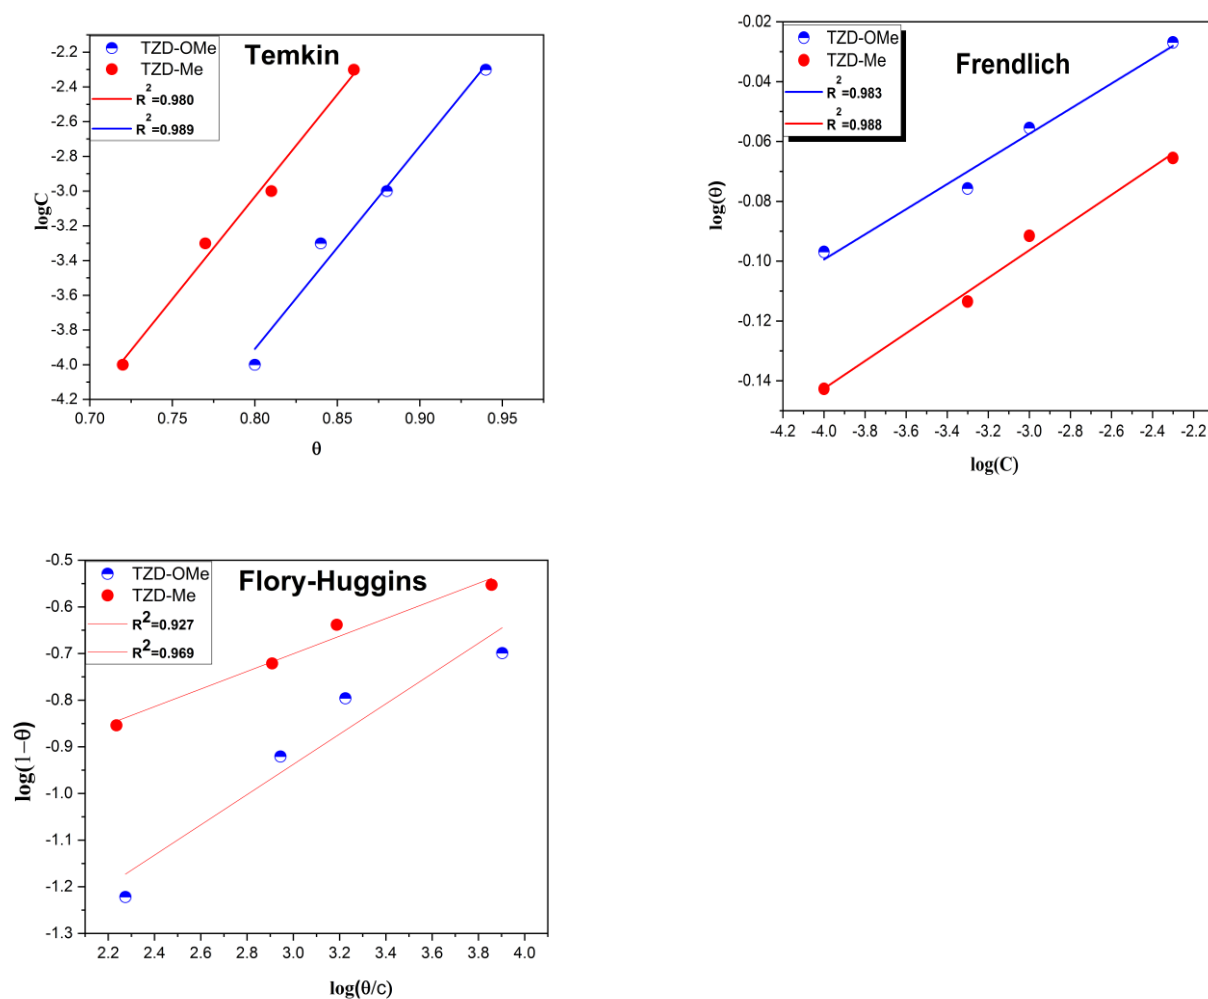 Temkin
TZD-OMe
TZD-Me
R2=0.980
R2=0.989
-2.2
-2.4
-2.6
-2.8
-3.0
-3.2
-3.4
-3.6
-3.8
-4.0
-4.2
logC
0.70
0.75
0.80
0.85
0.90
0.95
θ
Frendlich
TZD-OMe
TZD-Me
R2=0.983
R2=0.988
-0.02
-0.04
-0.06
-0.08
-0.10
-0.12
-0.14
log(θ)
-4.2
-4.0
-3.8
-3.6
-3.4
-3.2
-3.0
-2.8
-2.6
-2.4
-2.2
log(C)
Flory-Huggins
TZD-OMe
TZD-Me
R2=0.927
R2=0.969
-0.5
-0.6
-0.7
-0.8
-0.9
-1.0
-1.1
-1.2
-1.3
log(1−θ)
2.2
2.4
2.6
2.8
3.0
3.2
3.4
3.6
3.8
4.0
log(θ/c)